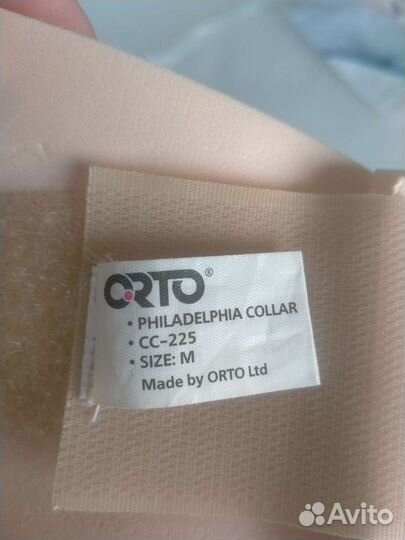 ORTO®
• PHILADELPHIA COLLAR
• CC-225
• SIZE: M
Made by ORTO Ltd
Avito